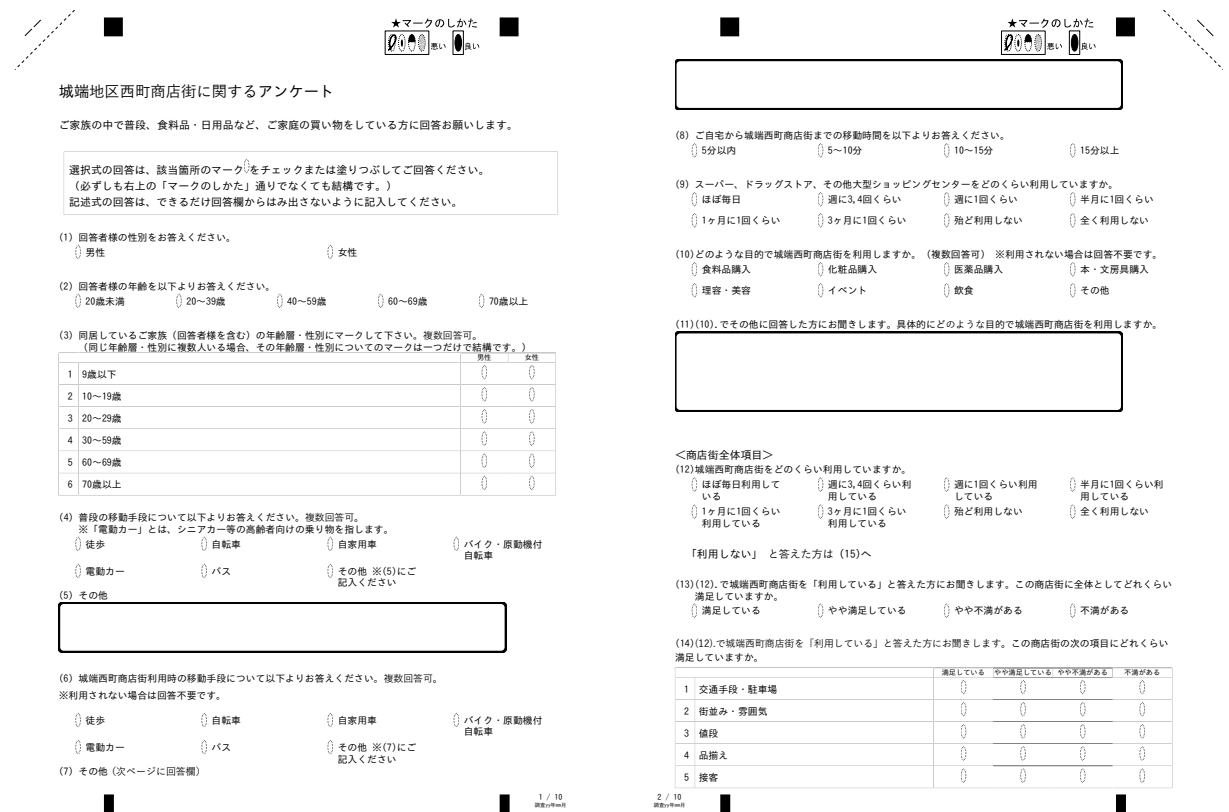 ★マークのしかた
悪い 良い
城端地区西町商店街に関するアンケート
ご家族の中で普段、食料品・日用品など、ご家庭の買い物をしている方に回答お願いします。
選択式の回答は、該当箇所のマークをチェックまたは塗りつぶしてご回答ください。
（必ずしも右上の「マークのしかた」通りでなくても結構です。）
記述式の回答は、できるだけ回答欄からはみ出さないように記入してください。
(1) 回答者様の性別をお答えください。
男性 女性
(2) 回答者様の年齢を以下よりお答えください。
20歳未満 20～39歳 40～59歳 60～69歳 70歳以上
(3) 同居しているご家族（回答者様を含む）の年齢層・性別にマークして下さい。複数回答可。
（同じ年齢層・性別に複数人いる場合、その年齢層・性別についてのマークは一つだけで結構です。）
男性 女性
1 9歳以下
2 10～19歳
3 20～29歳
4 30～59歳
5 60～69歳
6 70歳以上
(4) 普段の移動手段について以下よりお答えください。複数回答可。
※「電動カー」とは、シニアカー等の高齢者向けの乗り物を指します。
徒歩 自転車 自家用車 バイク・原動機付
自転車
電動カー バス その他 ※(5)にご
記入ください
(5) その他
(6) 城端西町商店街利用時の移動手段について以下よりお答えください。複数回答可。
※利用されない場合は回答不要です。
徒歩 自転車 自家用車 バイク・原動機付
自転車
電動カー バス その他 ※(7)にご
記入ください
(7) その他（次ページに回答欄）
1 / 10
調査yy年mm月
★マークのしかた
悪い 良い
(8) ご自宅から城端西町商店街までの移動時間を以下よりお答えください。
5分以内 5～10分 10～15分 15分以上
(9) スーパー、ドラッグストア、その他大型ショッピングセンターをどのくらい利用していますか。
ほぼ毎日 週に3,4回くらい 週に1回くらい 半月に1回くらい
1ヶ月に1回くらい 3ヶ月に1回くらい 殆ど利用しない 全く利用しない
(10)どのような目的で城端西町商店街を利用しますか。（複数回答可） ※利用されない場合は回答不要です。
食料品購入 化粧品購入 医薬品購入 本・文房具購入
理容・美容 イベント 飲食 その他
(11)(10).でその他に回答した方にお聞きします。具体的にどのような目的で城端西町商店街を利用しますか。
＜商店街全体項目＞
(12)城端西町商店街をどのくらい利用していますか。
ほぼ毎日利用して 週に3,4回くらい利 週に1回くらい利用 半月に1回くらい利
いる 用している している 用している
1ヶ月に1回くらい 3ヶ月に1回くらい 殆ど利用しない 全く利用しない
利用している 利用している
「利用しない」 と答えた方は (15)へ
(13)(12).で城端西町商店街を「利用している」と答えた方にお聞きします。この商店街に全体としてどれくらい
満足していますか。
満足している やや満足している やや不満がある 不満がある
(14)(12).で城端西町商店街を「利用している」と答えた方にお聞きします。この商店街の次の項目にどれくらい
満足していますか。
満足している やや満足している やや不満がある 不満がある
1 交通手段・駐車場
2 街並み・雰囲気
3 値段
4 品揃え
5 接客
2 / 10
調査yy年mm月